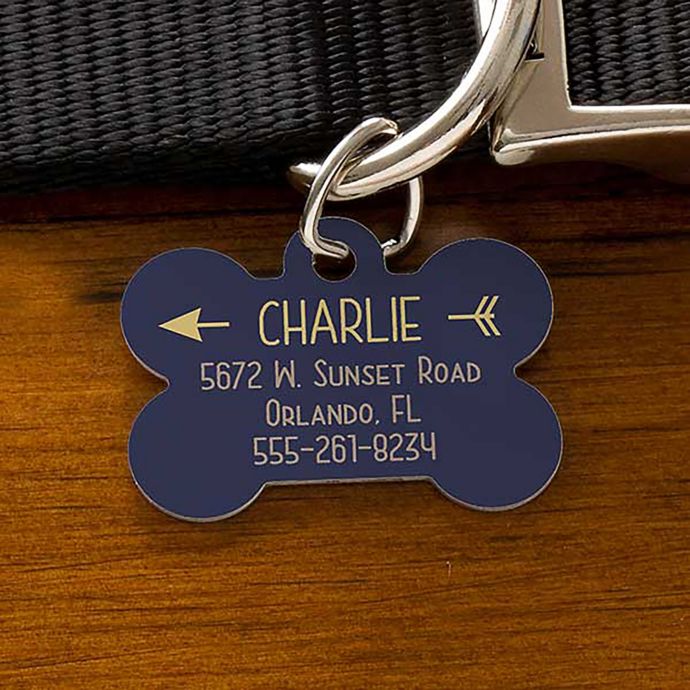 CHARLIE
5672 W. SUNSET ROAD
ORLANDO, FL
555-261-8234